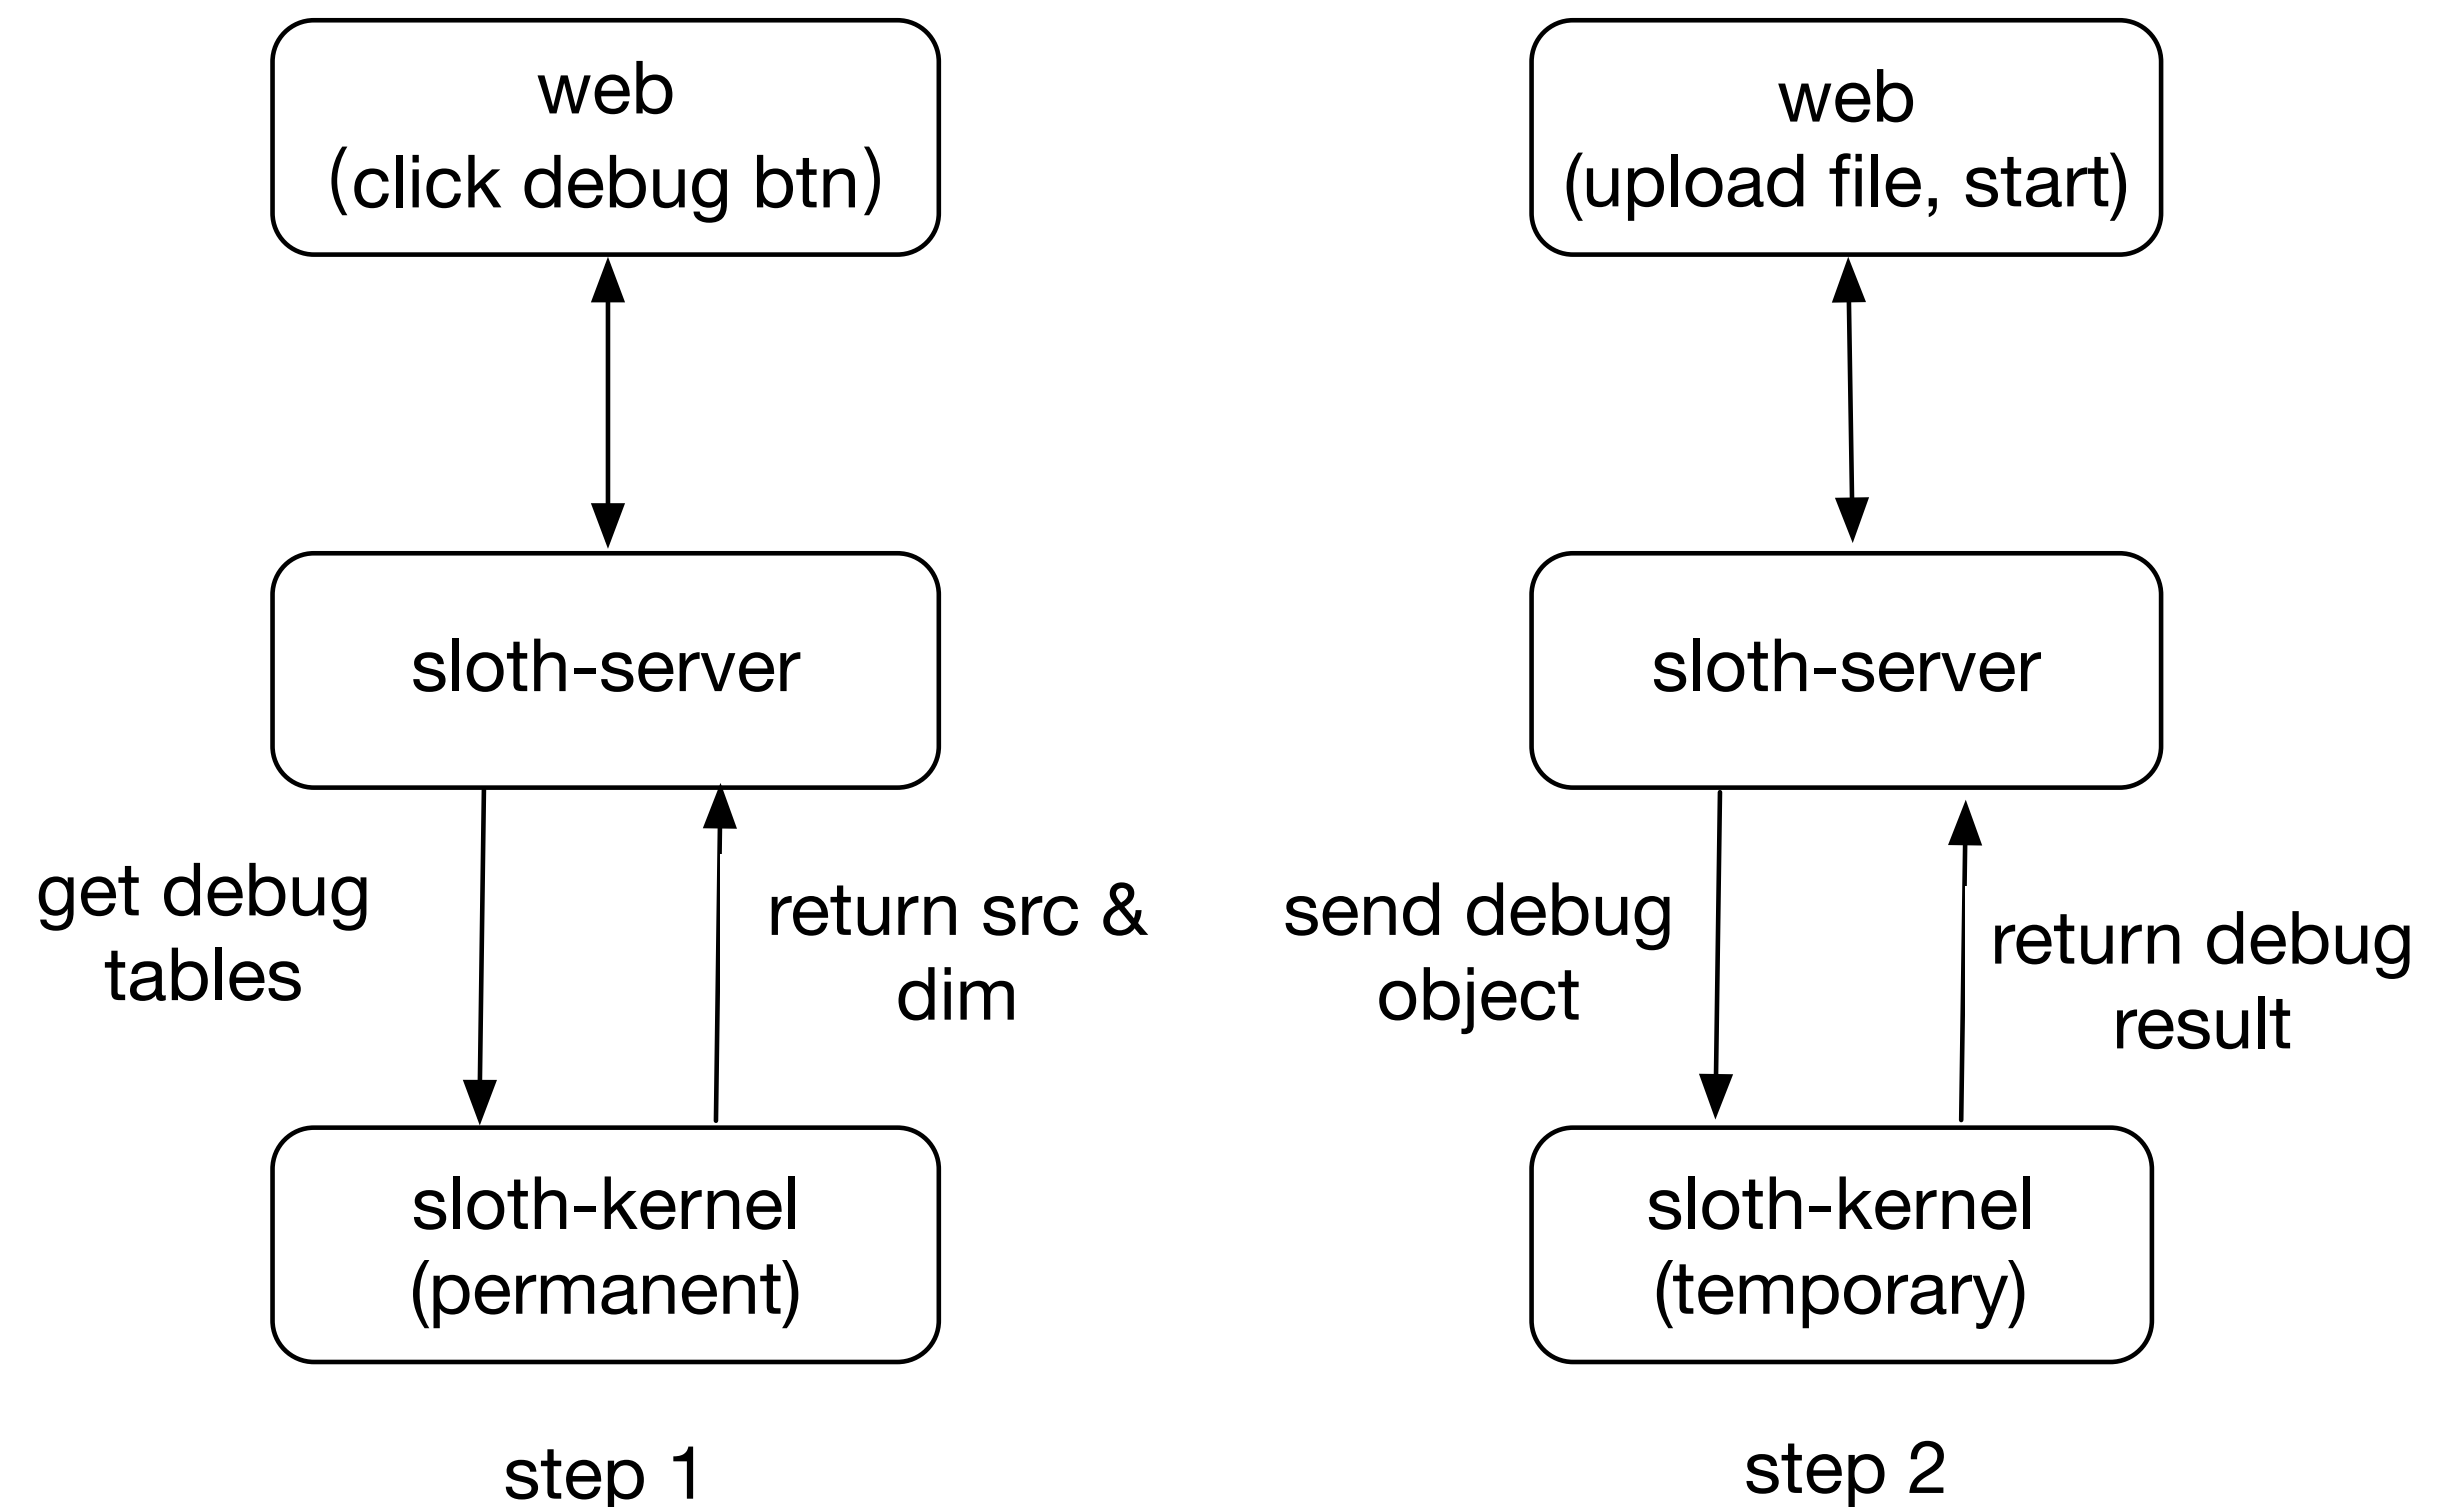 web
(click debug btn)
sloth-server
get debug
tables
return src &
dim
sloth-kernel
(permanent)
step 1
web
(upload file, start)
sloth-server
send debug
object
return debug
result
sloth-kernel
(temporary)
step 2